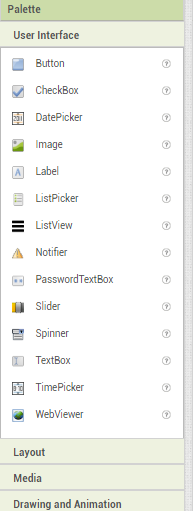 Palette
User Interface
Button
CheckBox
DatePicker
Image
Label
ListPicker
ListView
Notifier
PasswordTextBox
Slider
Spinner
TextBox
TimePicker
WebViewer
Layout
Media
Drawing and Animation